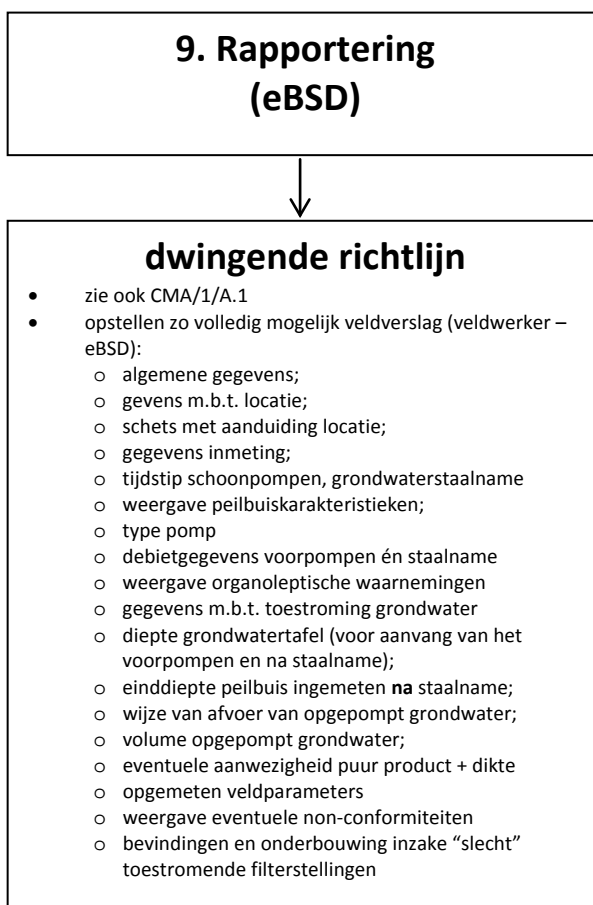 9. Rapportering
(eBSD)
dwingende richtlijn
• zie ook CMA/1/A.1
• opstellen zo volledig mogelijk veldverslag (veldwerker –
eBSD):
o algemene gegevens;
o gevens m.b.t. locatie;
o schets met aanduiding locatie;
o gegevens inmeting;
o tijdstip schoonpompen, grondwaterstaalname
o weergave peilbuiskarakteristieken;
o type pomp
o debietgegevens voorpompen én staalname
o weergave organoleptische waarnemingen
o gegevens m.b.t. toestroming grondwater
o diepte grondwatertafel (voor aanvang van het
voorpompen en na staalname);
o einddiepte peilbuis ingemeten na staalname;
o wijze van afvoer van opgepompt grondwater;
o volume opgepompt grondwater;
o eventuele aanwezigheid puur product + dikte
o opgemeten veldparameters
o weergave eventuele non-conformiteiten
o bevindingen en onderbouwing inzake “slecht”
toestromende filterstellingen